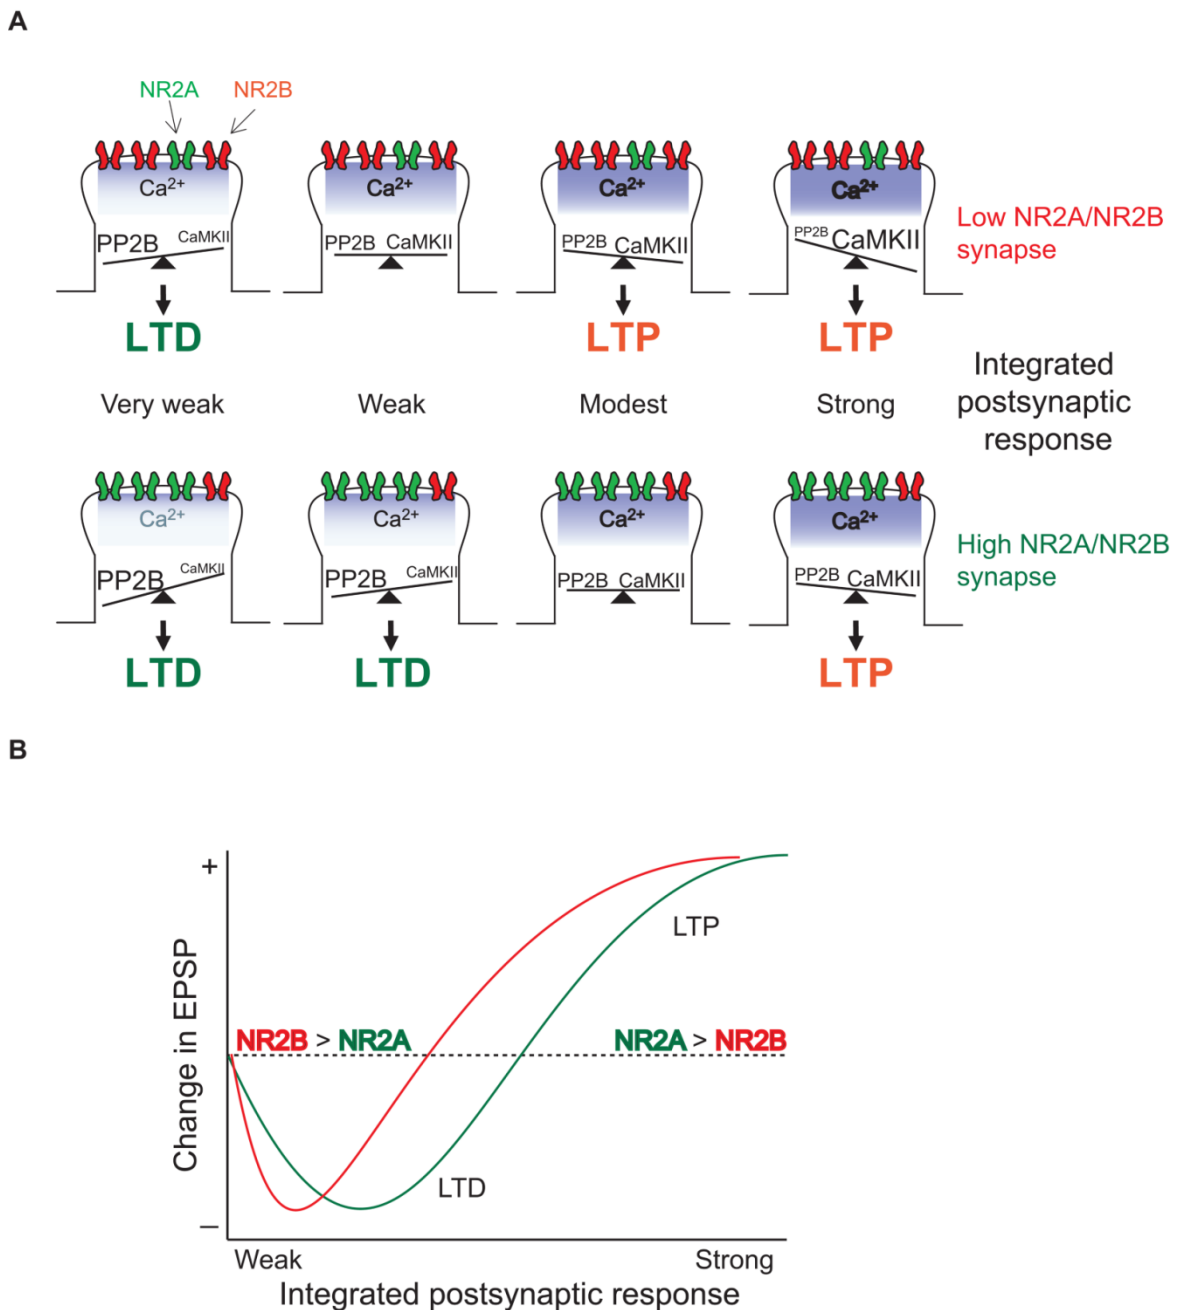 A
NR2A NR2B
Ca²⁺ Ca²⁺ Ca²⁺ Ca²⁺
PP2B CaMKII PP2B CaMKII PP2B CaMKII PP2B CaMKII
Low NR2A/NR2B
synapse
LTD LTP LTP
Very weak Weak Modest Strong
Integrated
postsynaptic
response
Ca²⁺ Ca²⁺ Ca²⁺ Ca²⁺
PP2B CaMKII PP2B CaMKII PP2B CaMKII PP2B CaMKII
High NR2A/NR2B
synapse
LTD LTD LTP
B
+
LTP
NR2B > NR2A NR2A > NR2B
Change in EPSP
LTD
–
Weak Strong
Integrated postsynaptic response